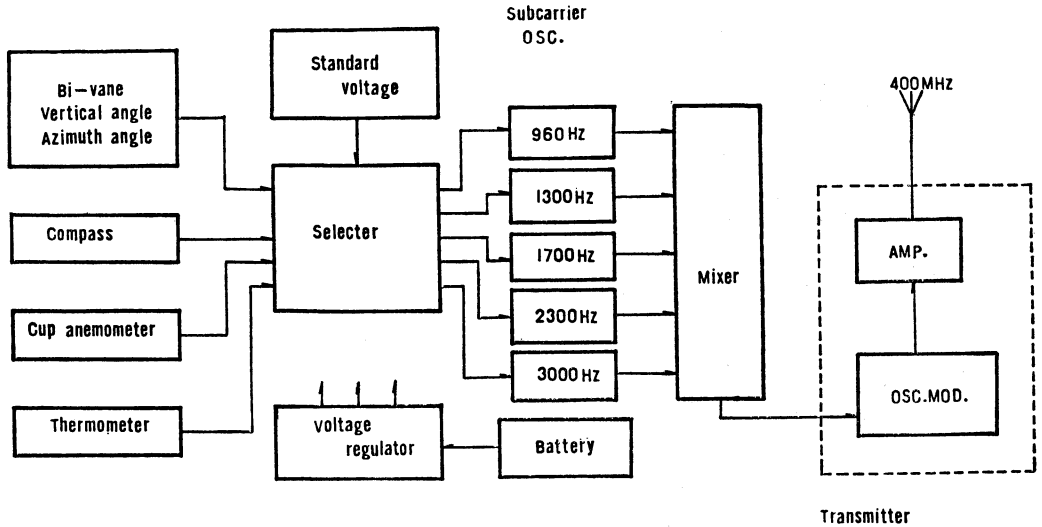 Subcarrier
OSC.
Bi-vane
Vertical angle
Azimuth angle
Standard
voltage
400MHz
960Hz
1300Hz
Compass
Selecter
1700Hz
Mixer
AMP.
Cup anemometer
2300Hz
3000Hz
OSC.MOD.
Thermometer
Voltage
regulator
Battery
Transmitter